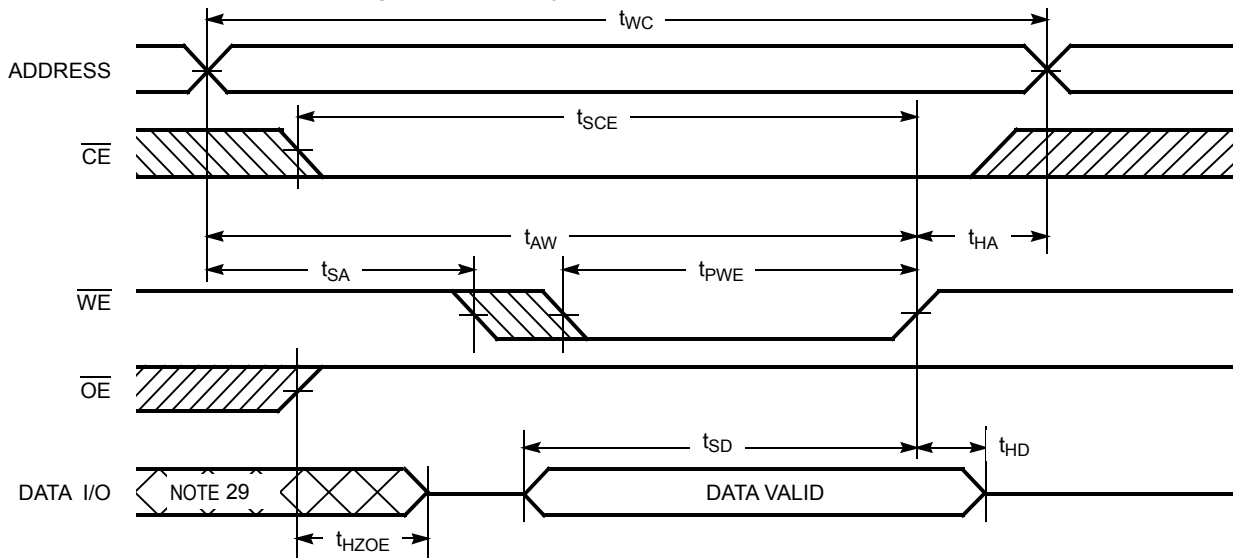 tWC
ADDRESS
tSCE
CE
tAW
tHA
tSA
tPWE
WE
OE
tSD
tHD
DATA I/O
NOTE 29
DATA VALID
tHZOE